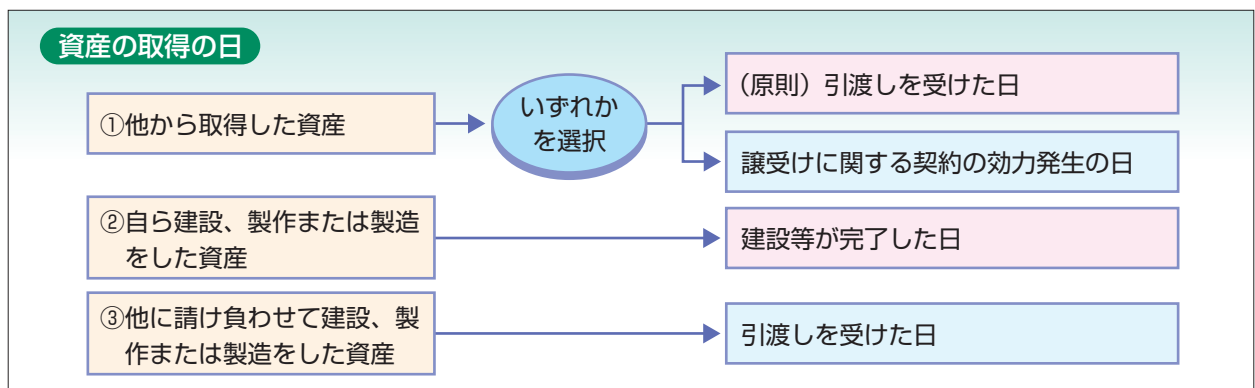 資産の取得の日
①他から取得した資産
いずれか
を選択
(原則)引渡しを受けた日
譲受けに関する契約の効力発生の日
②自ら建設、製作または製造
をした資産
建設等が完了した日
③他に請け負わせて建設、製
作または製造をした資産
引渡しを受けた日